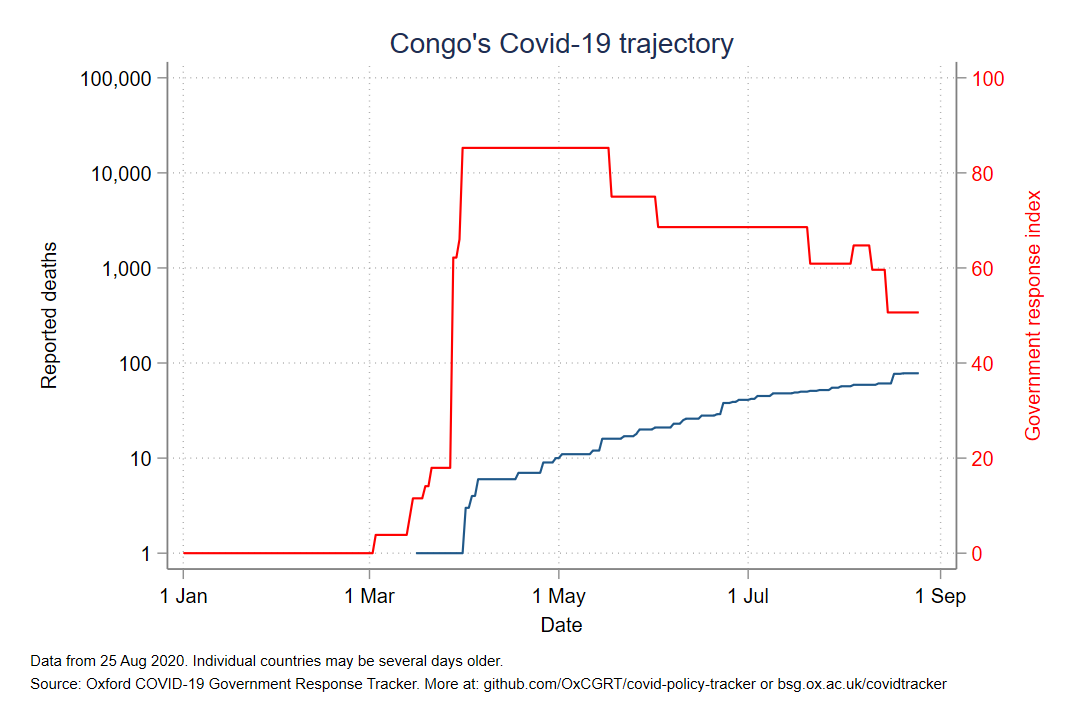 Congo's Covid-19 trajectory
100,000
10,000
1,000
100
10
1
Reported deaths
100
80
60
40
20
0
Government response index
1 Jan
1 Mar
1 May
1 Jul
1 Sep
Date
Data from 25 Aug 2020. Individual countries may be several days older.
Source: Oxford COVID-19 Government Response Tracker. More at: github.com/OxCGRT/covid-policy-tracker or bsg.ox.ac.uk/covidtracker